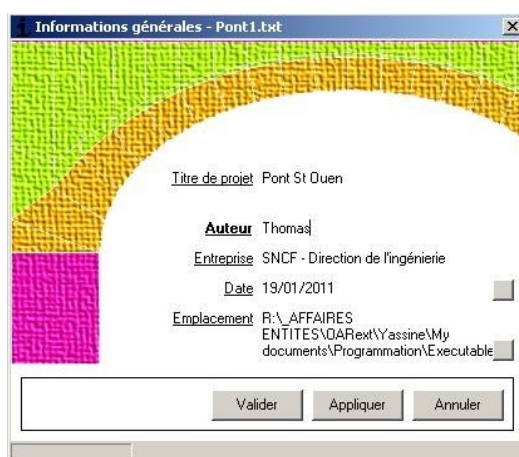 Informations générales - Pont1.txt
Titre de projet Pont St Ouen
Auteur Thomas
Entreprise SNCF - Direction de l'ingénierie
Date 19/01/2011
Emplacement R:\_AFFAIRES
ENTITES\OARext\Yassine\My
documents\Programmation\Executable
Valider Appliquer Annuler